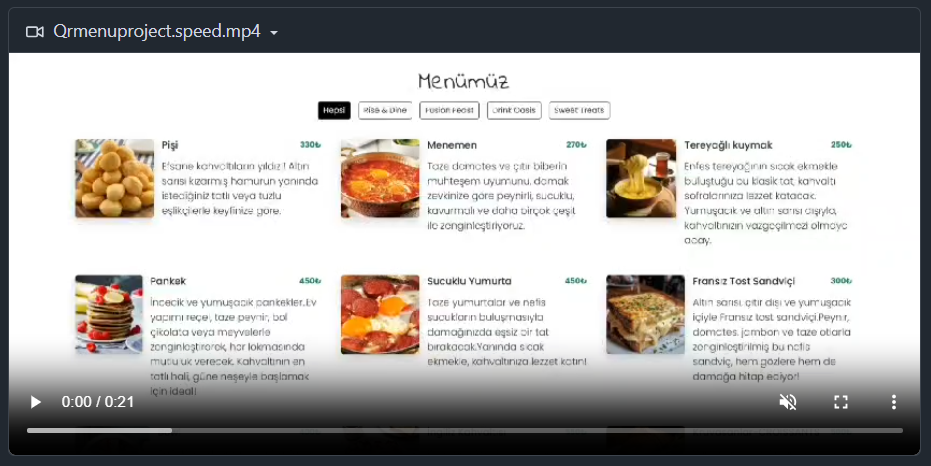 Qrmenuproject.speed.mp4
Menümüz
Hepsi Rise & Dine Fusion Feast Drink Oasis Sweet Treats
Pişi 330₺
Efsane kahvaltıların yıldızı! Altın
sarısı kızarmış hamurun yanında
istediğiniz tatlı veya tuzlu
eşlikçilerle keyfinize göre.
Menemen 270₺
Taze domates ve çıtır biberin
muhteşem uyumunu, damak
zevkinize göre peynirli, sucuklu,
kavurmalı ve daha birçok çeşit
ile zenginleştiriyoruz.
Tereyağlı kuymak 250₺
Enfes tereyağının sıcak ekmekle
buluştuğu bu klasik tat, kahvaltı
sofralarınıza lezzet katacak.
Yumuşacık ve altın sarısı dışıyla,
kahvaltınızın vazgeçilmezi olmaya
aday.
Pankek 450₺
İncecik ve yumuşacık pankekler.Ev
yapımı reçel, taze peynir, bol
çikolata veya meyvelerle
zenginleştirerek, her lokmasında
mutluluk verecek. Kahvaltının en
tatlı hali, güne neşeyle başlamak
için ideal!
Sucuklu Yumurta 450₺
Taze yumurtalar ve nefis
sucukların buluşmasıyla
damağınızda eşsiz bir tat
bırakacak.Yanında sıcak
ekmekle, kahvaltınıza lezzet katın!
Fransız Tost Sandviçi 300₺
Altın sarısı, çıtır dışı ve yumuşacık
içiyle Fransız tost sandviçi.Peynir,
domates, jambon ve taze otlarla
zenginleştirilmiş bu nefis
sandviç, hem gözlere hem de
damağa hitap ediyor!
0:00 / 0:21